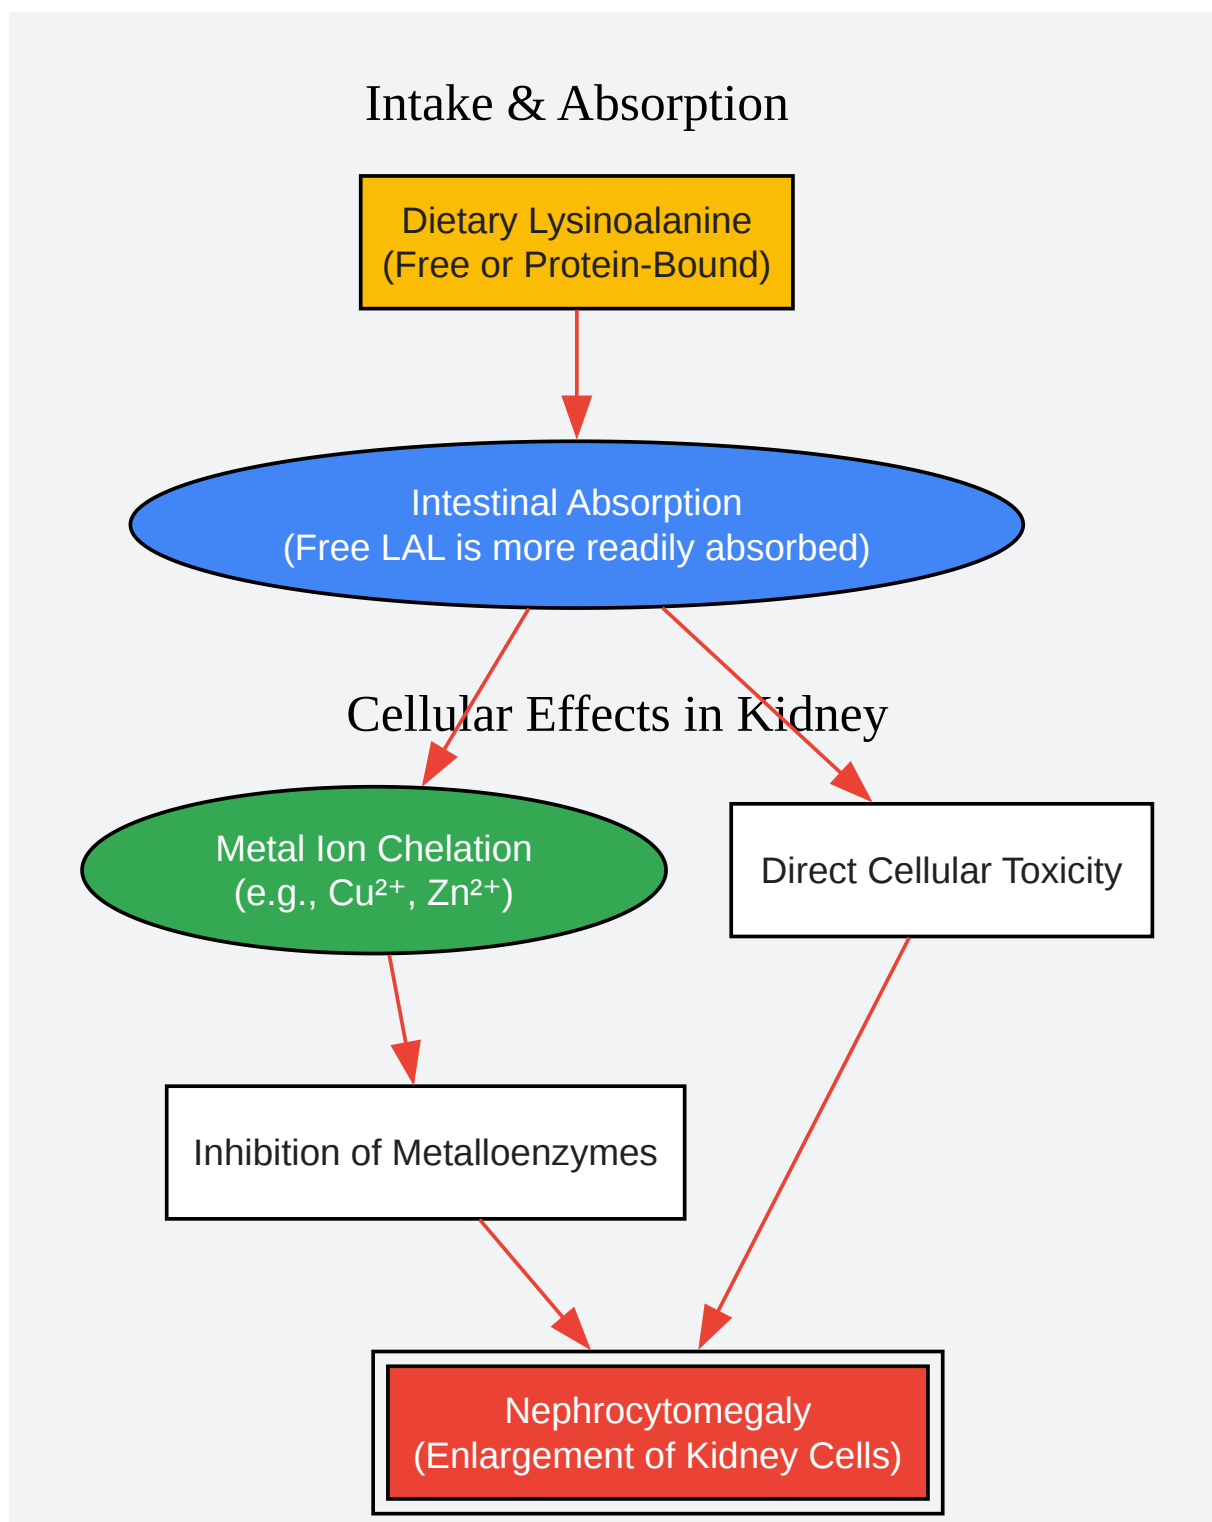 Intake & Absorption
Dietary Lysinoalanine
(Free or Protein-Bound)
Intestinal Absorption
(Free LAL is more readily absorbed)
Cellular Effects in Kidney
Metal Ion Chelation
(e.g., Cu²⁺, Zn²⁺)
Direct Cellular Toxicity
Inhibition of Metalloenzymes
Nephrocytomegaly
(Enlargement of Kidney Cells)